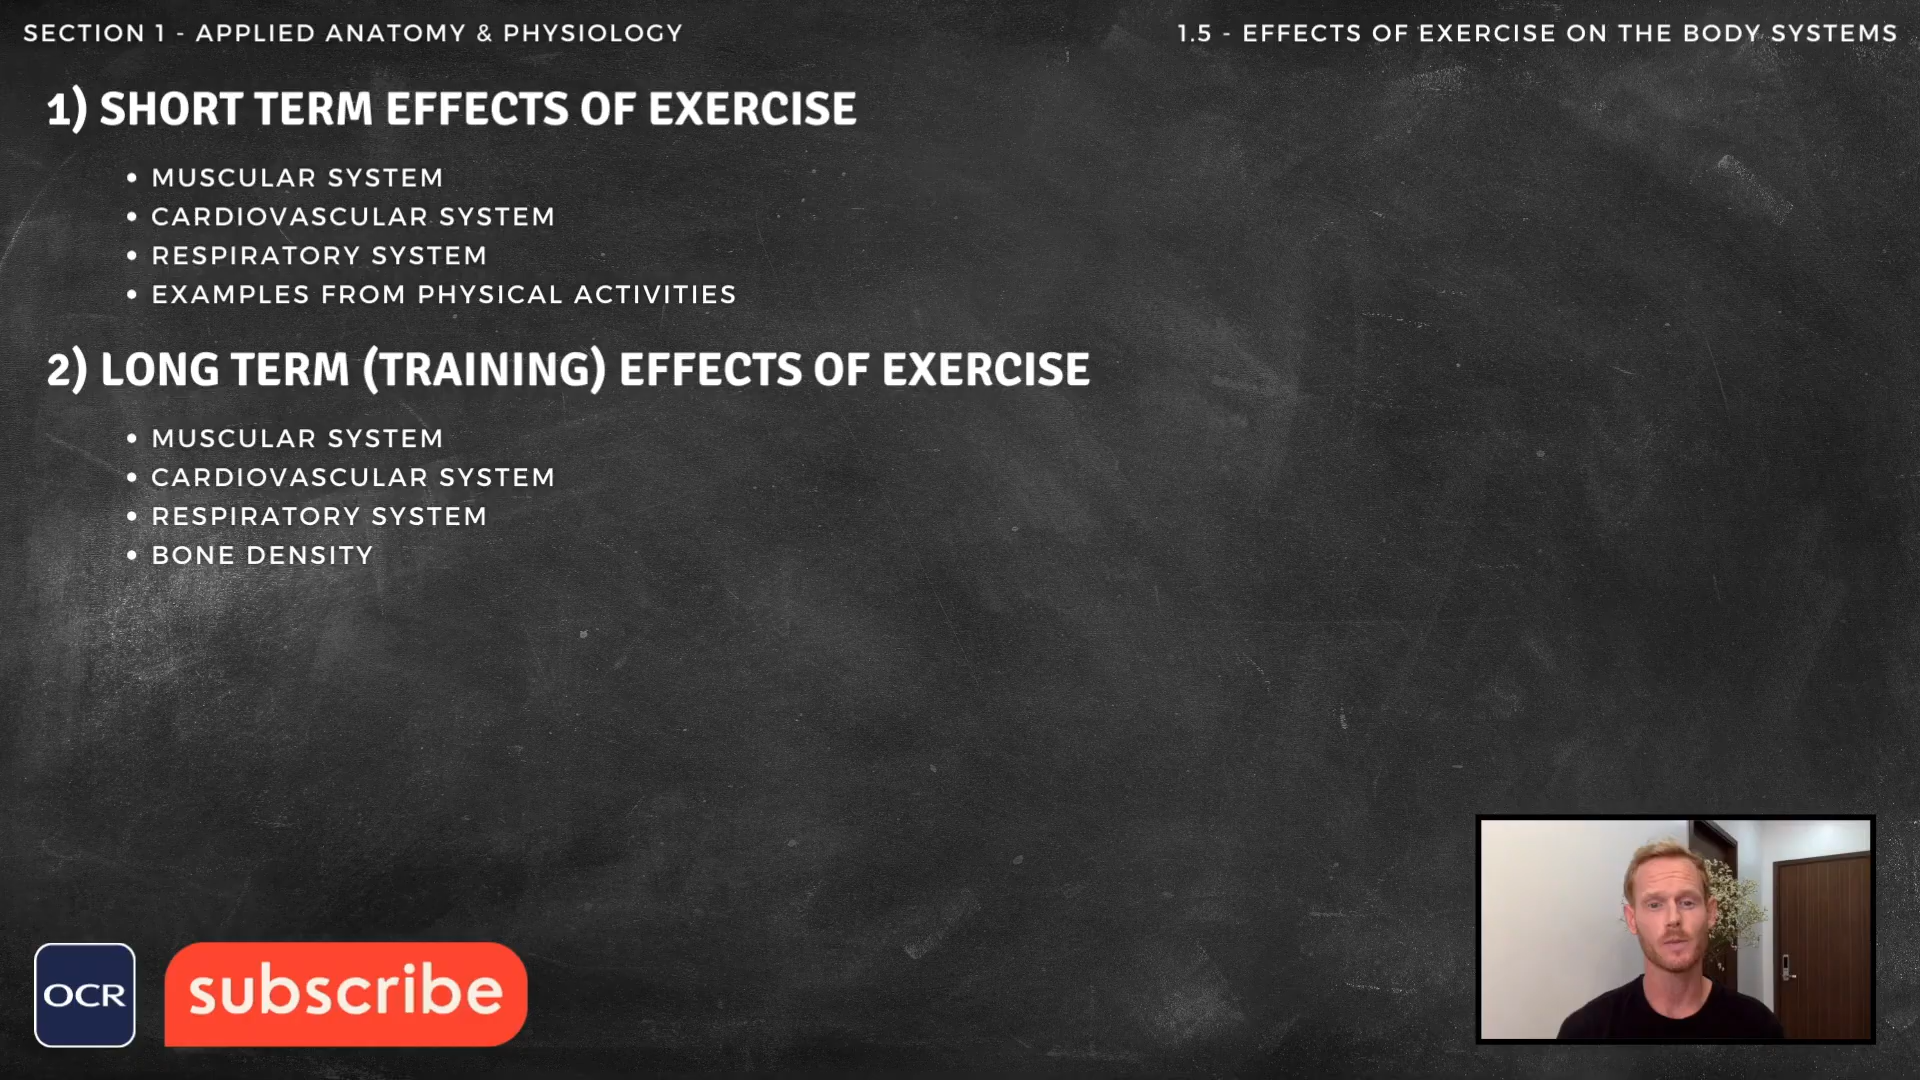 SECTION 1 - APPLIED ANATOMY & PHYSIOLOGY
1.5 - EFFECTS OF EXERCISE ON THE BODY SYSTEMS
1) SHORT TERM EFFECTS OF EXERCISE
• MUSCULAR SYSTEM
• CARDIOVASCULAR SYSTEM
• RESPIRATORY SYSTEM
• EXAMPLES FROM PHYSICAL ACTIVITIES
2) LONG TERM (TRAINING) EFFECTS OF EXERCISE
• MUSCULAR SYSTEM
• CARDIOVASCULAR SYSTEM
• RESPIRATORY SYSTEM
• BONE DENSITY
OCR
subscribe